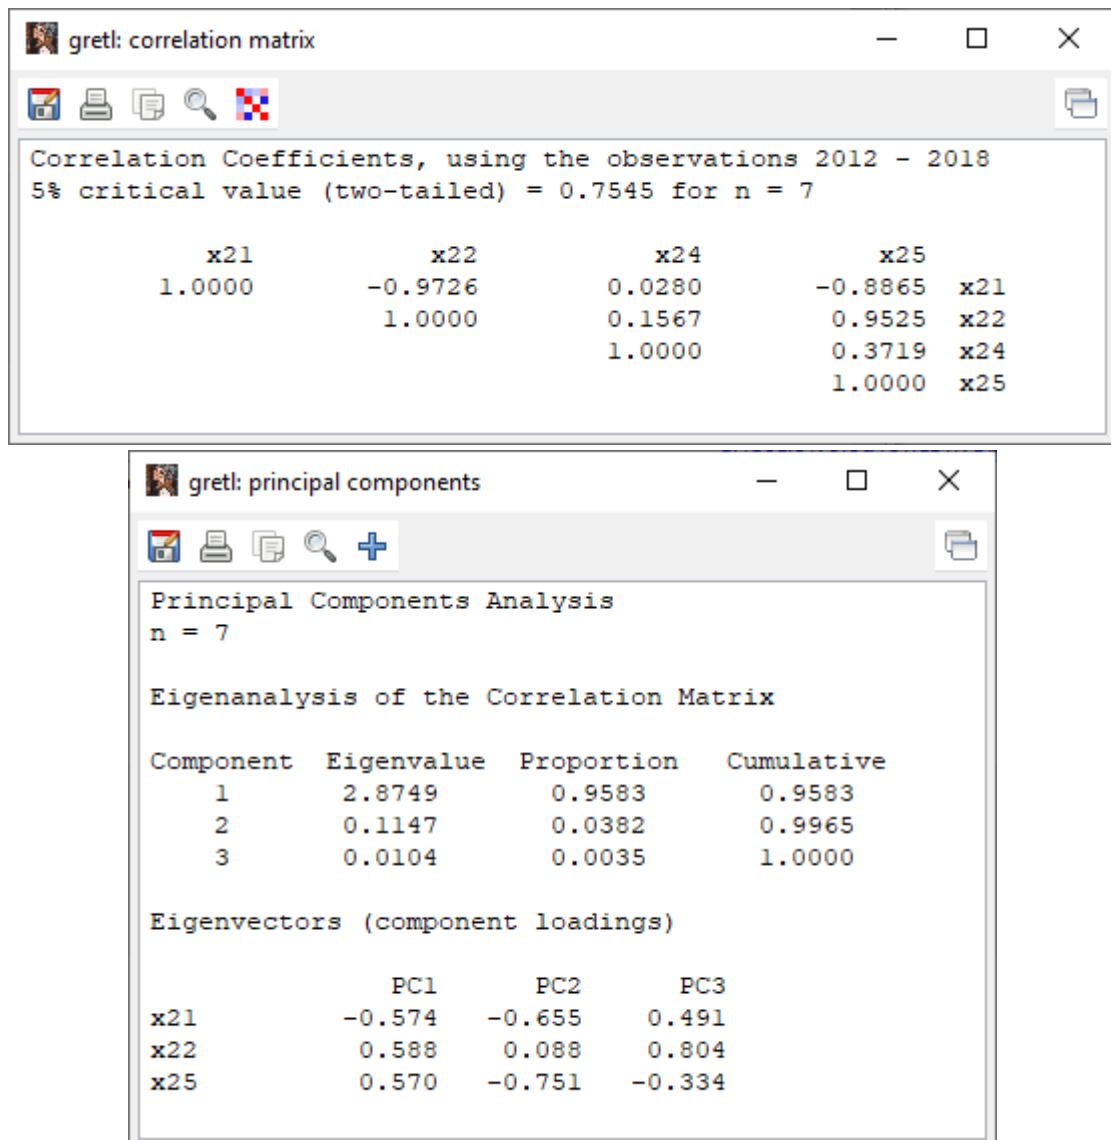 gretl: correlation matrix
Correlation Coefficients, using the observations 2012 - 2018
5% critical value (two-tailed) = 0.7545 for n = 7
x21 x22 x24 x25
1.0000 -0.9726 0.0280 -0.8865 x21
1.0000 0.1567 0.9525 x22
1.0000 0.3719 x24
1.0000 x25
gretl: principal components
Principal Components Analysis
n = 7
Eigenanalysis of the Correlation Matrix
Component Eigenvalue Proportion Cumulative
1 2.8749 0.9583 0.9583
2 0.1147 0.0382 0.9965
3 0.0104 0.0035 1.0000
Eigenvectors (component loadings)
PC1 PC2 PC3
x21 -0.574 -0.655 0.491
x22 0.588 0.088 0.804
x25 0.570 -0.751 -0.334